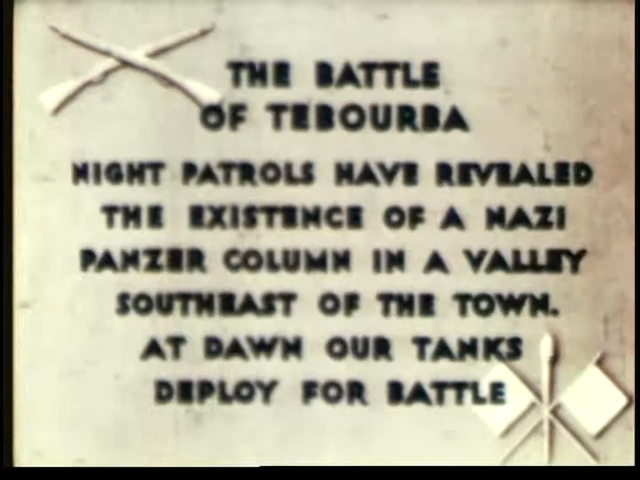 THE BATTLE
OF TEBOURBA
NIGHT PATROLS HAVE REVEALED
THE EXISTENCE OF A NAZI
PANZER COLUMN IN A VALLEY
SOUTHEAST OF THE TOWN.
AT DAWN OUR TANKS
DEPLOY FOR BATTLE